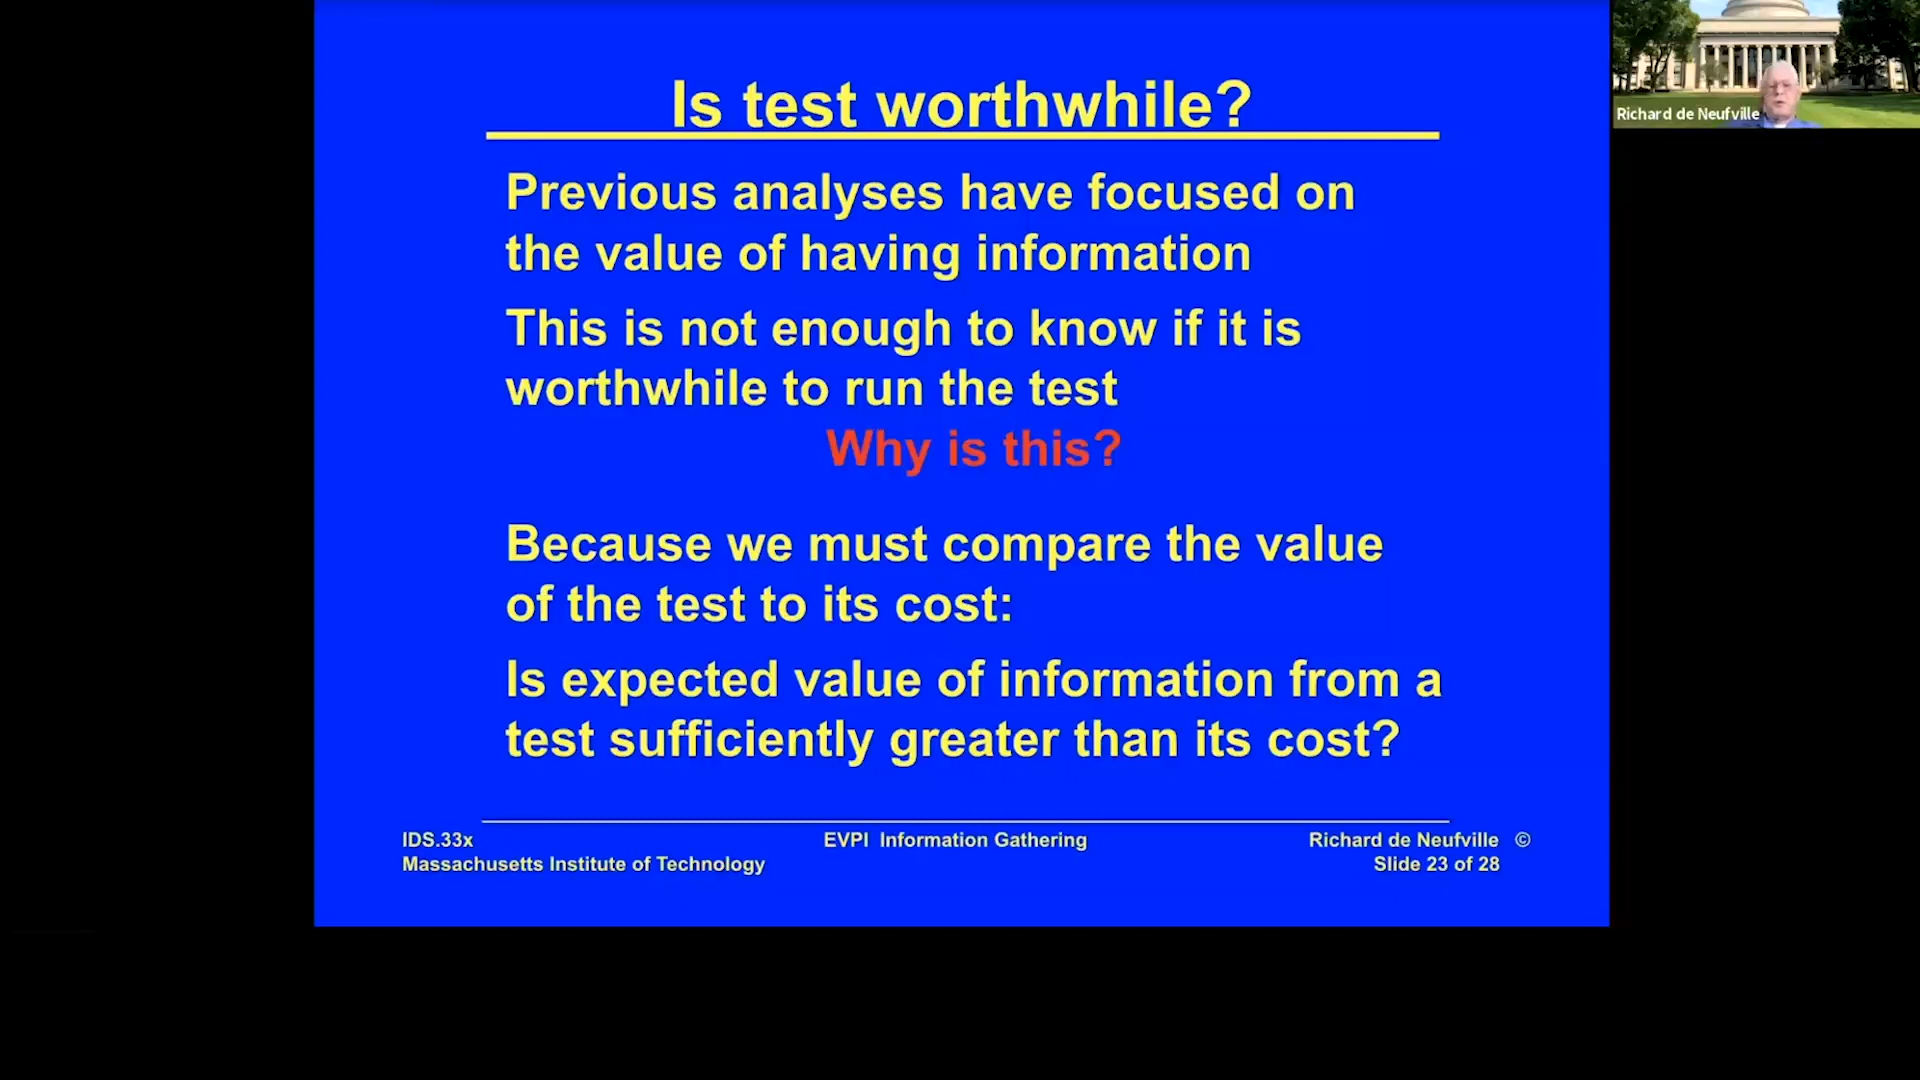 Is test worthwhile?
Previous analyses have focused on
the value of having information
This is not enough to know if it is
worthwhile to run the test
Why is this?
Because we must compare the value
of the test to its cost:
Is expected value of information from a
test sufficiently greater than its cost?
IDS.33x
Massachusetts Institute of Technology
EVPI Information Gathering
Richard de Neufville ©
Slide 23 of 28
Richard de Neufville